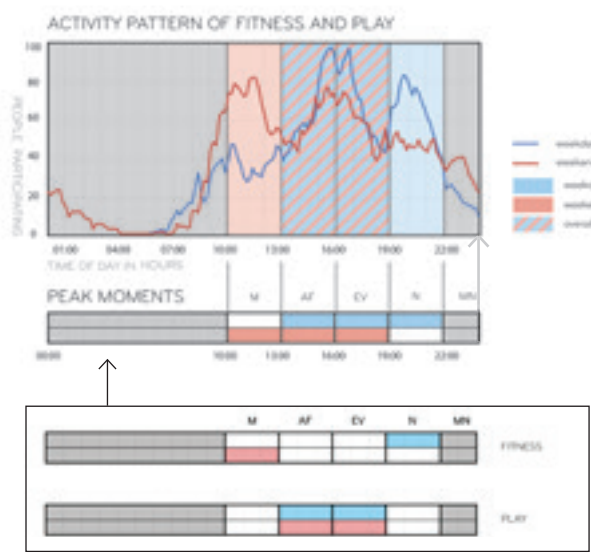 ACTIVITY PATTERN OF FITNESS AND PLAY
100
80
60
40
20
0
PEOPLE PARTICIPATING
01:00 04:00 07:00 10:00 13:00 16:00 19:00 22:00
TIME OF DAY IN HOURS
PEAK MOMENTS
M AF EV N MN
00:00 10:00 13:00 16:00 19:00 22:00
M AF EV N MN
FITNESS
PLAY